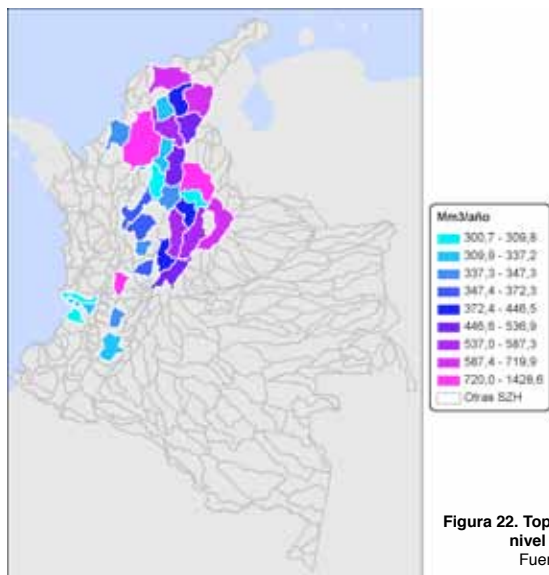 Mm3/año
300,7 - 309,8
309,9 - 337,2
337,3 - 347,3
347,4 - 372,3
372,4 - 446,5
446,6 - 536,9
537,0 - 587,3
587,4 - 719,9
720,0 - 1428,6
Otras SZH
Figura 22. Top
nivel
Fuen